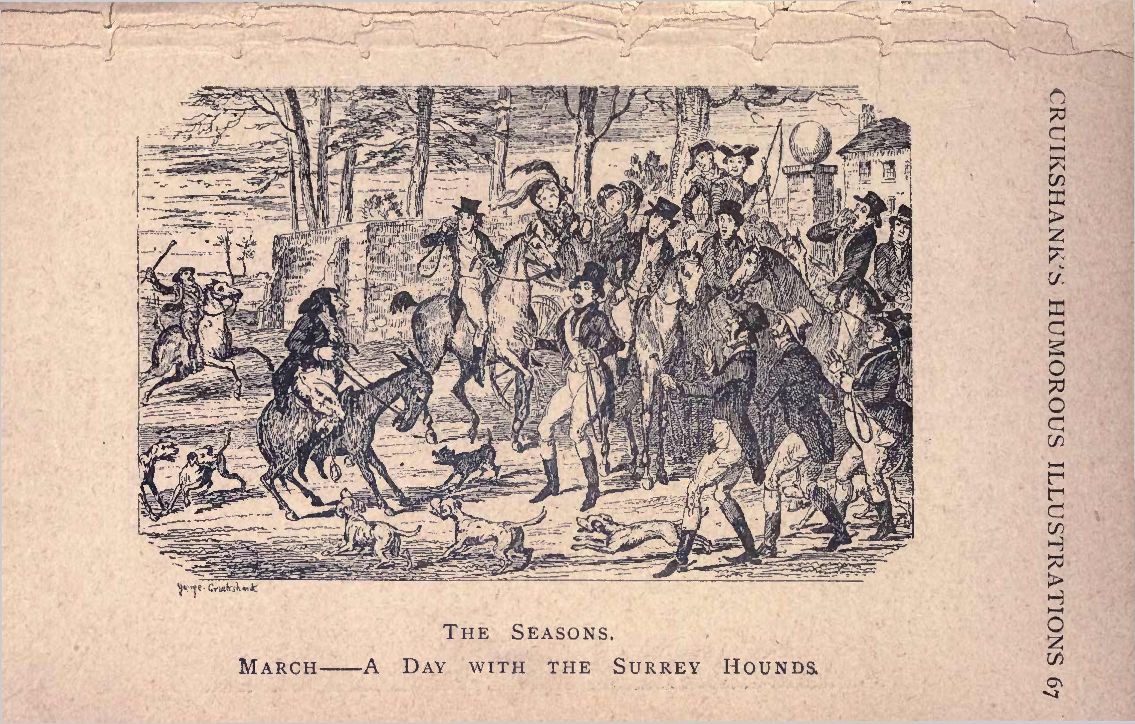 CRUIKSHANK'S HUMOROUS ILLUSTRATIONS 67
George Cruikshank
THE SEASONS.
MARCH——A DAY WITH THE SURREY HOUNDS.